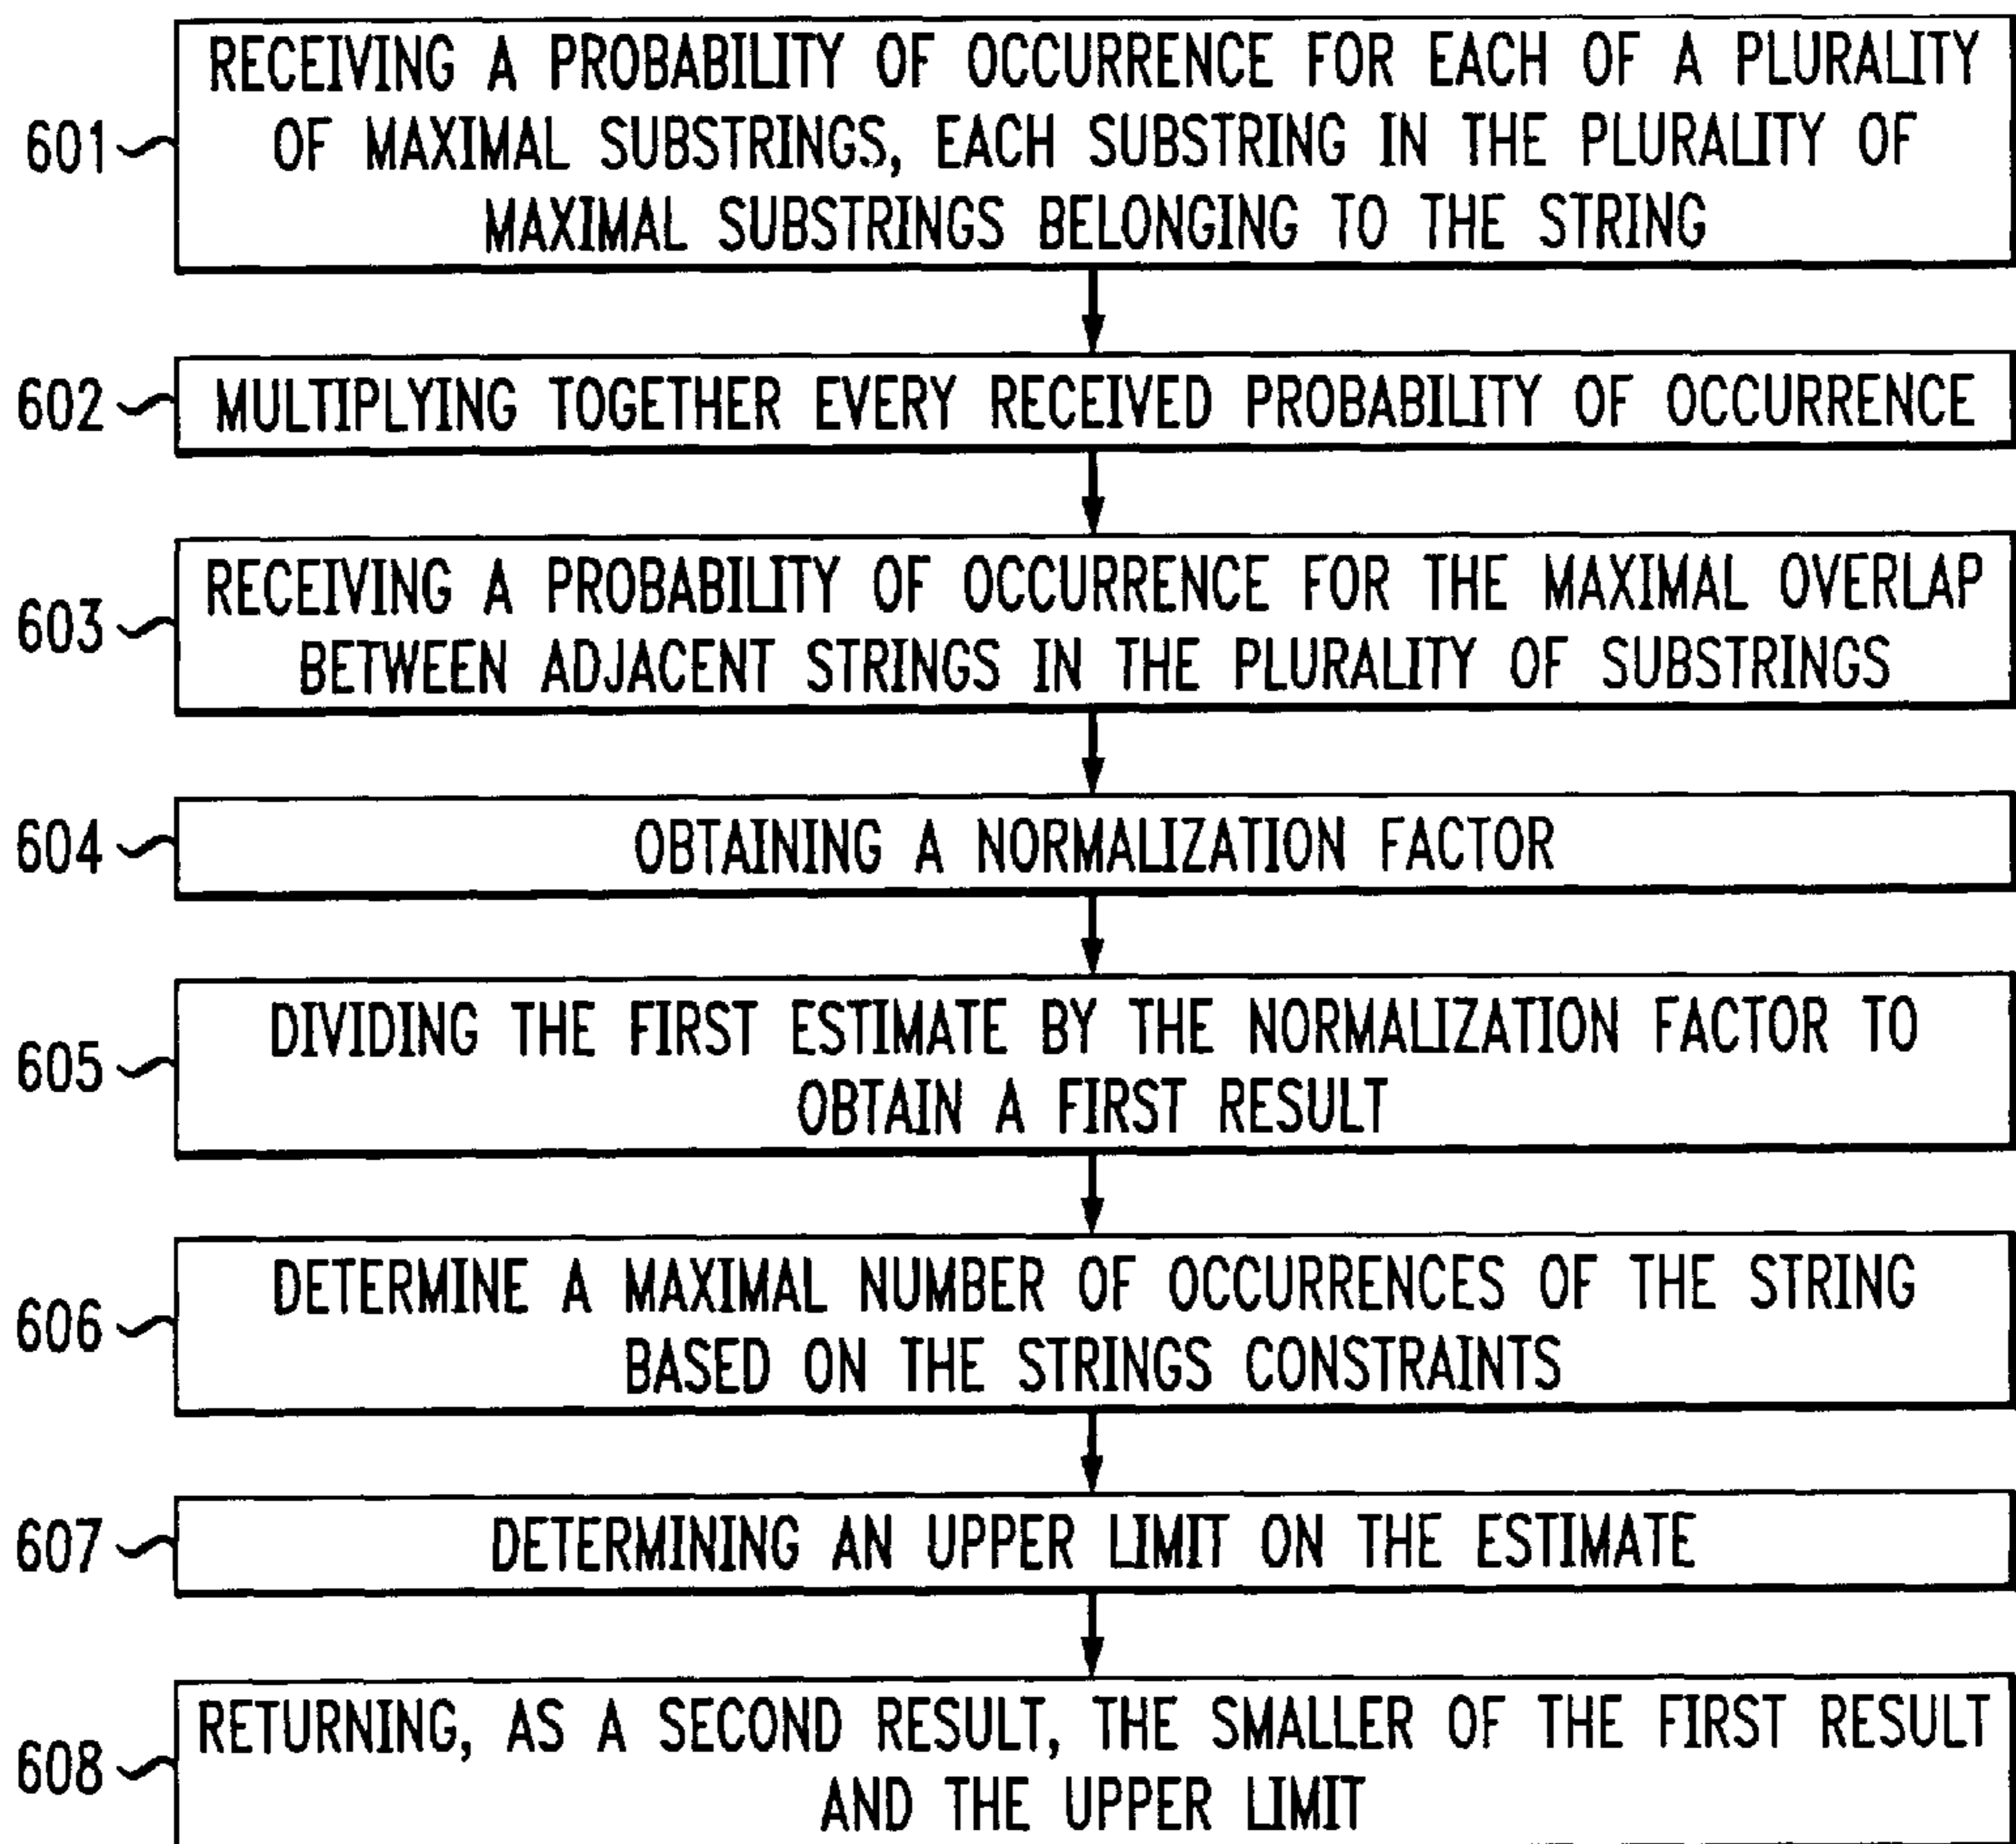 RECEIVING A PROBABILITY OF OCCURRENCE FOR EACH OF A PLURALITY
OF MAXIMAL SUBSTRINGS, EACH SUBSTRING IN THE PLURALITY OF
MAXIMAL SUBSTRINGS BELONGING TO THE STRING
601
602
MULTIPLYING TOGETHER EVERY RECEIVED PROBABILITY OF OCCURRENCE
RECEIVING A PROBABILITY OF OCCURRENCE FOR THE MAXIMAL OVERLAP
BETWEEN ADJACENT STRINGS IN THE PLURALITY OF SUBSTRINGS
603
604
OBTAINING A NORMALIZATION FACTOR
DIVIDING THE FIRST ESTIMATE BY THE NORMALIZATION FACTOR TO
OBTAIN A FIRST RESULT
605
DETERMINE A MAXIMAL NUMBER OF OCCURRENCES OF THE STRING
BASED ON THE STRINGS CONSTRAINTS
606
607
DETERMINING AN UPPER LIMIT ON THE ESTIMATE
RETURNING, AS A SECOND RESULT, THE SMALLER OF THE FIRST RESULT
AND THE UPPER LIMIT
608